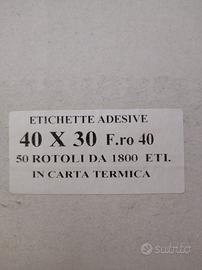 ETICHETTE ADESIVE
40 X 30 F.ro 40
50 ROTOLI DA 1800 ETI.
IN CARTA TERMICA
subito